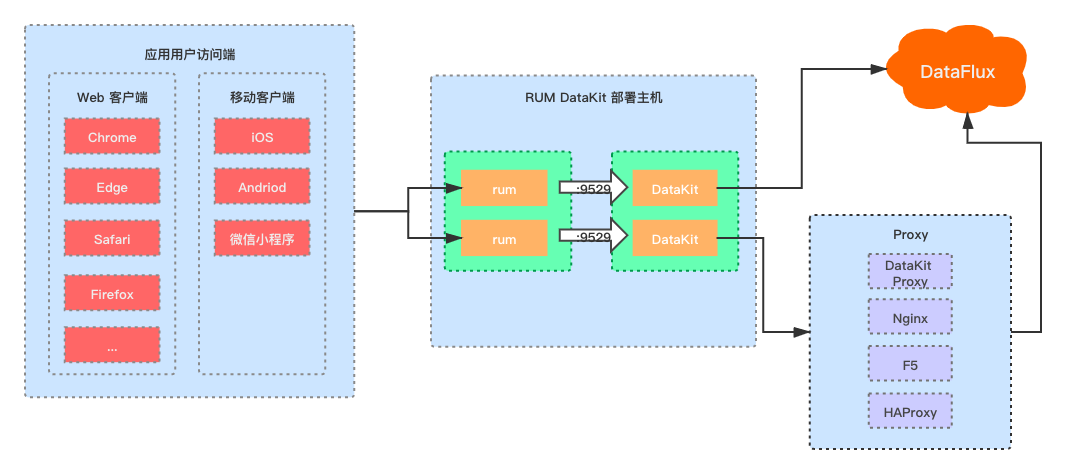 应用用户访问端
Web 客户端
Chrome
Edge
Safari
Firefox
...
移动客户端
iOS
Andriod
微信小程序
RUM DataKit 部署主机
rum
:9529
DataKit
rum
:9529
DataKit
DataFlux
Proxy
DataKit
Proxy
Nginx
F5
HAProxy